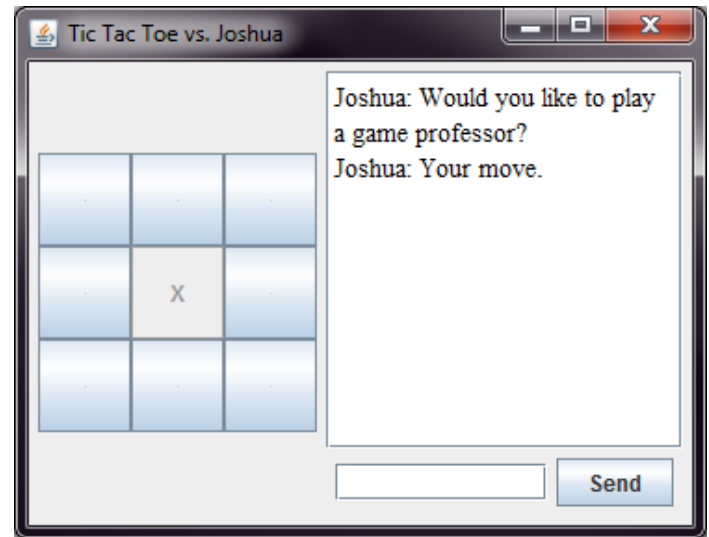 Tic Tac Toe vs. Joshua
Joshua: Would you like to play
a game professor?
Joshua: Your move.
X
Send